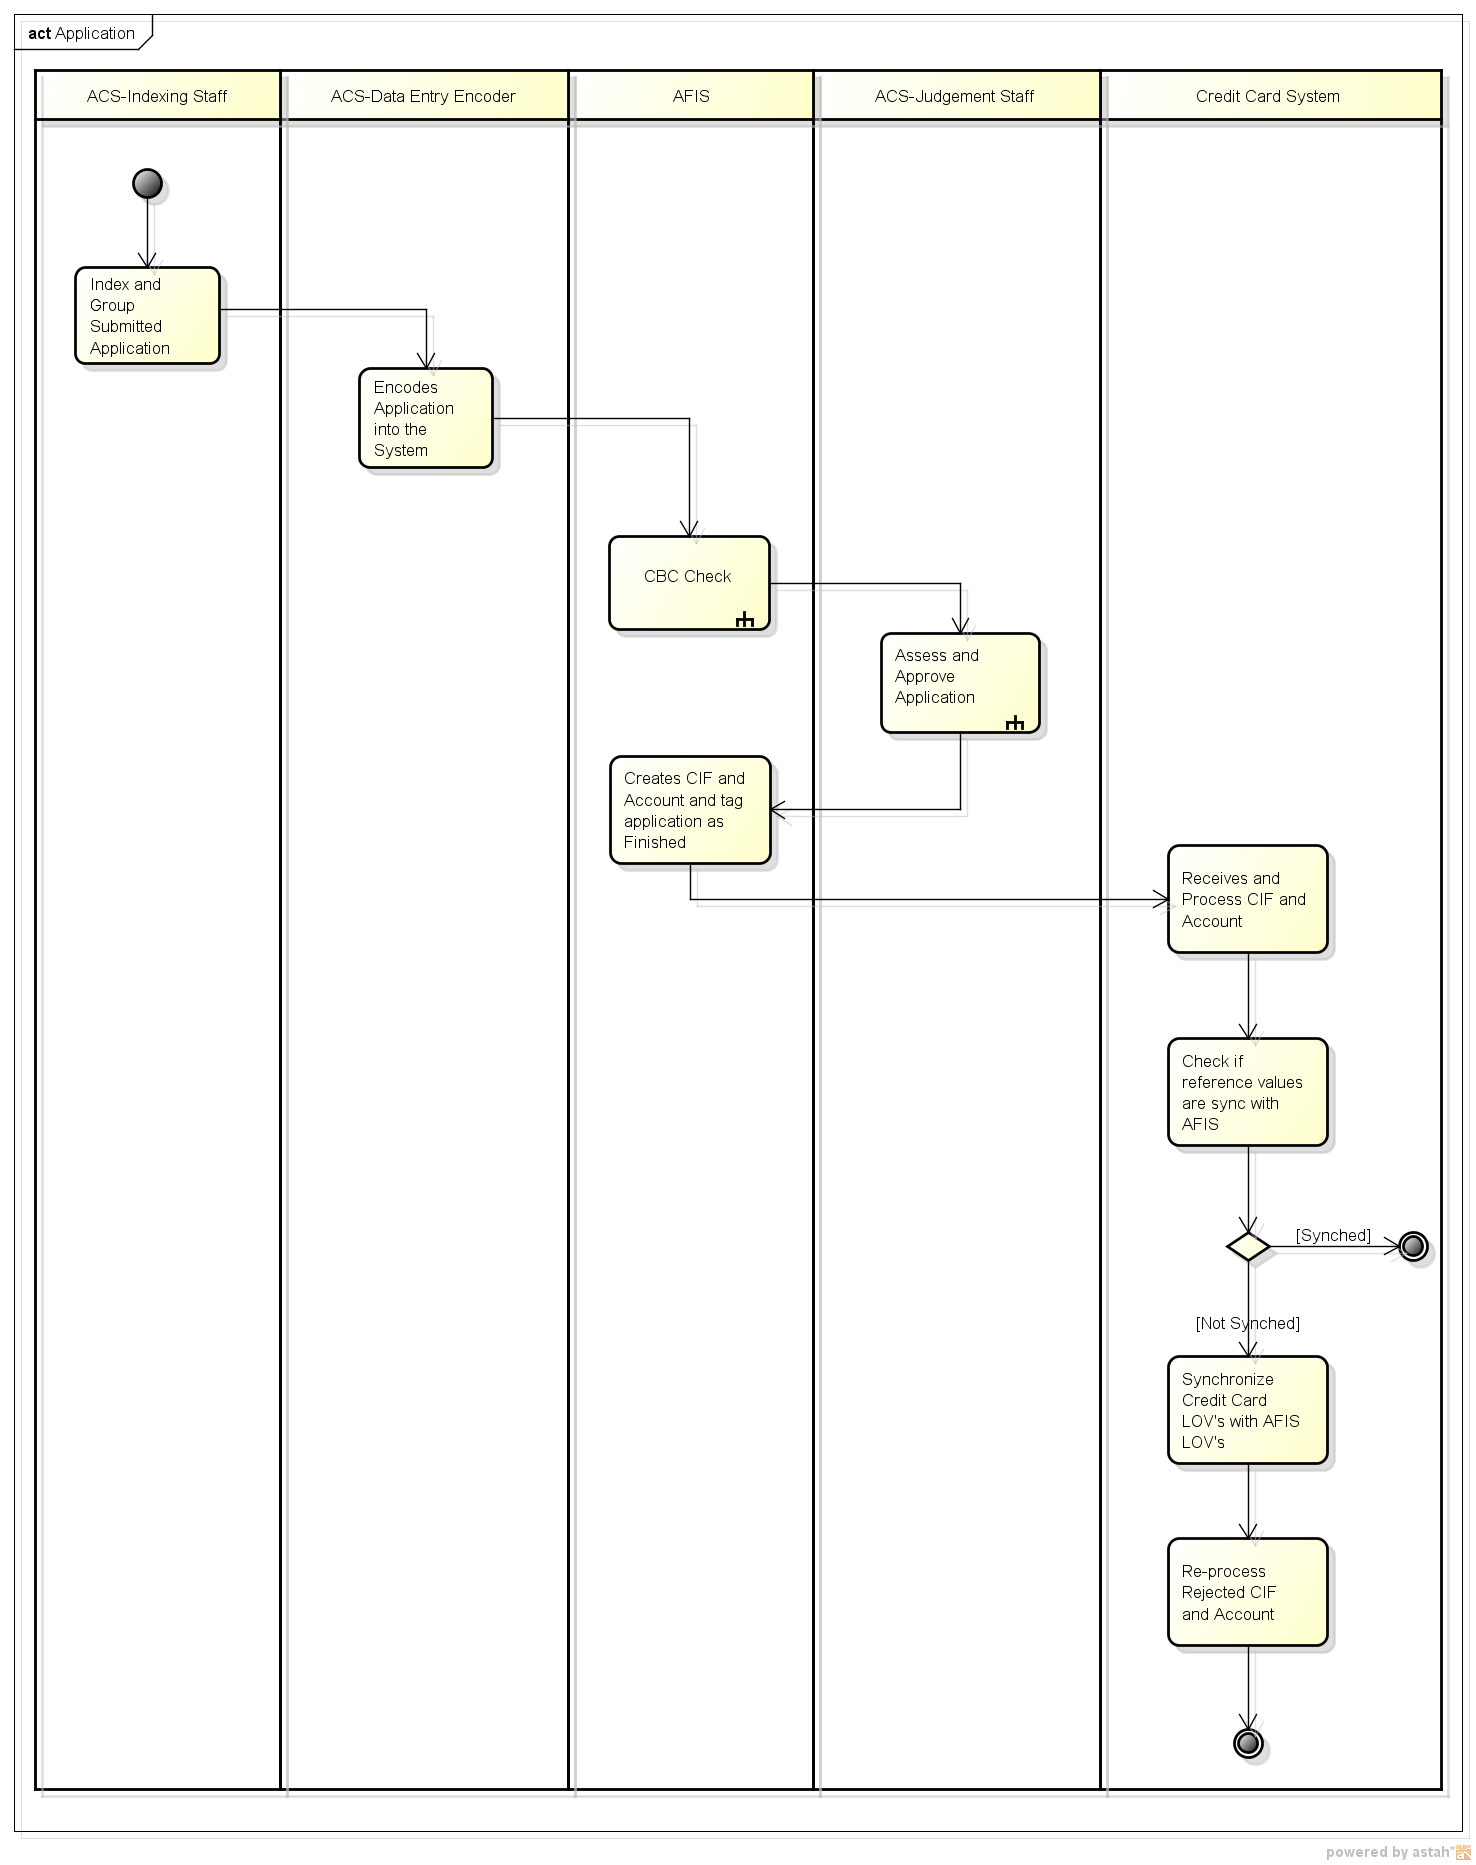 act Application
ACS-Indexing Staff
ACS-Data Entry Encoder
AFIS
ACS-Judgement Staff
Credit Card System
Index and
Group
Submitted
Application
Encodes
Application
into the
System
CBC Check
Assess and
Approve
Application
Creates CIF and
Account and tag
application as
Finished
Receives and
Process CIF and
Account
Check if
reference values
are sync with
AFIS
[Synched]
[Not Synched]
Synchronize
Credit Card
LOV's with AFIS
LOV's
Re-process
Rejected CIF
and Account
powered by astah*